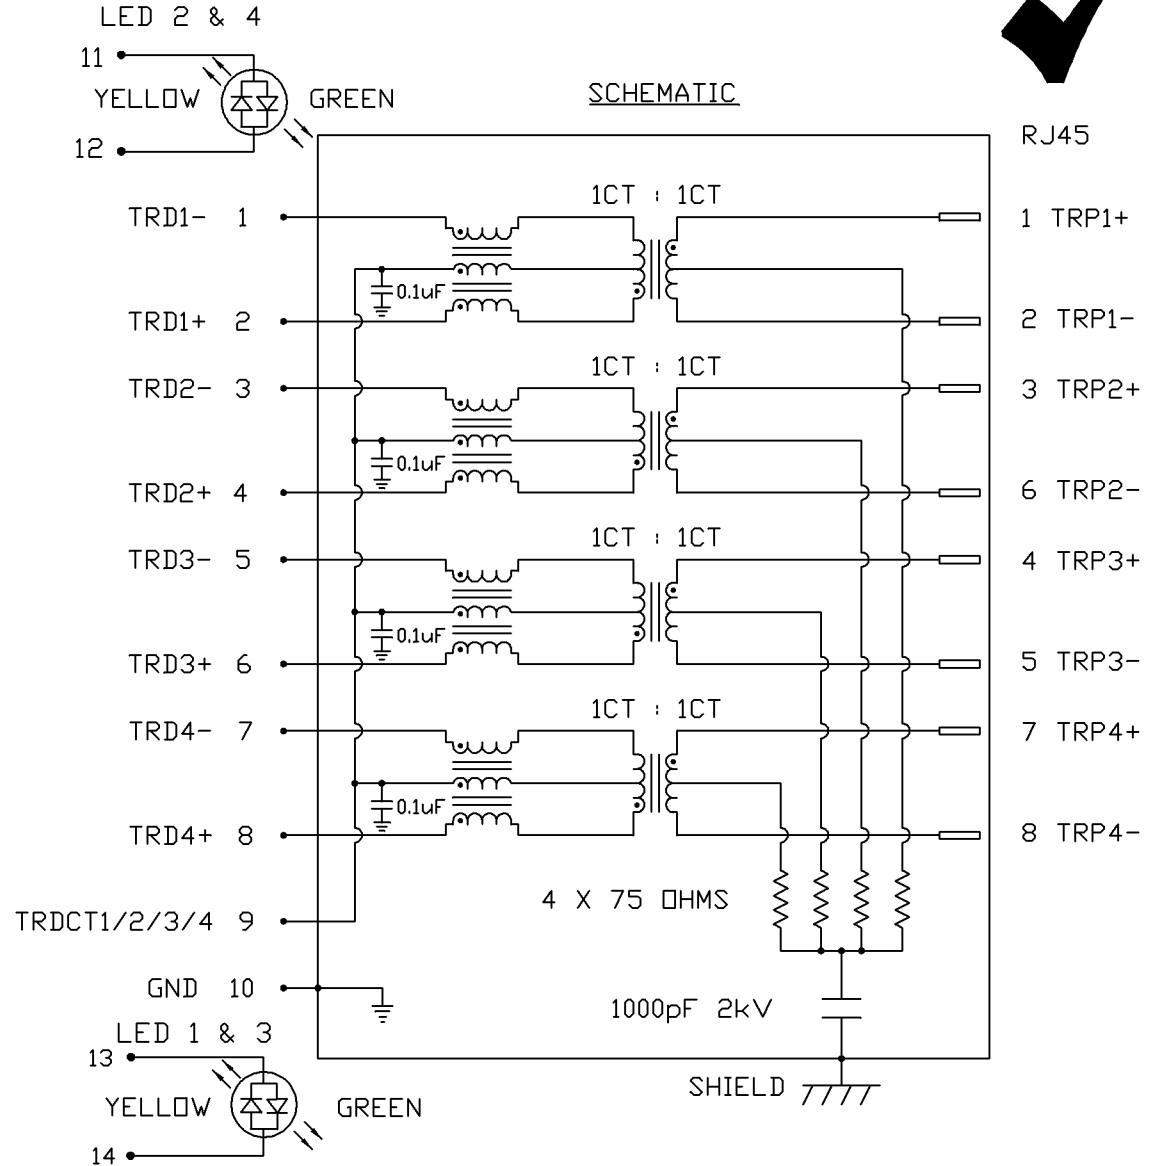 LED 2 & 4
11
YELLOW GREEN
12
SCHEMATIC
RJ45
1CT : 1CT
TRD1- 1
1 TRP1+
0.1uF
TRD1+ 2
2 TRP1-
1CT : 1CT
TRD2- 3
3 TRP2+
0.1uF
TRD2+ 4
6 TRP2-
1CT : 1CT
TRD3- 5
4 TRP3+
0.1uF
TRD3+ 6
5 TRP3-
1CT : 1CT
TRD4- 7
7 TRP4+
0.1uF
TRD4+ 8
8 TRP4-
4 X 75 OHMS
TRDCT1/2/3/4 9
GND 10
1000pF 2kV
LED 1 & 3
13
SHIELD
YELLOW GREEN
14